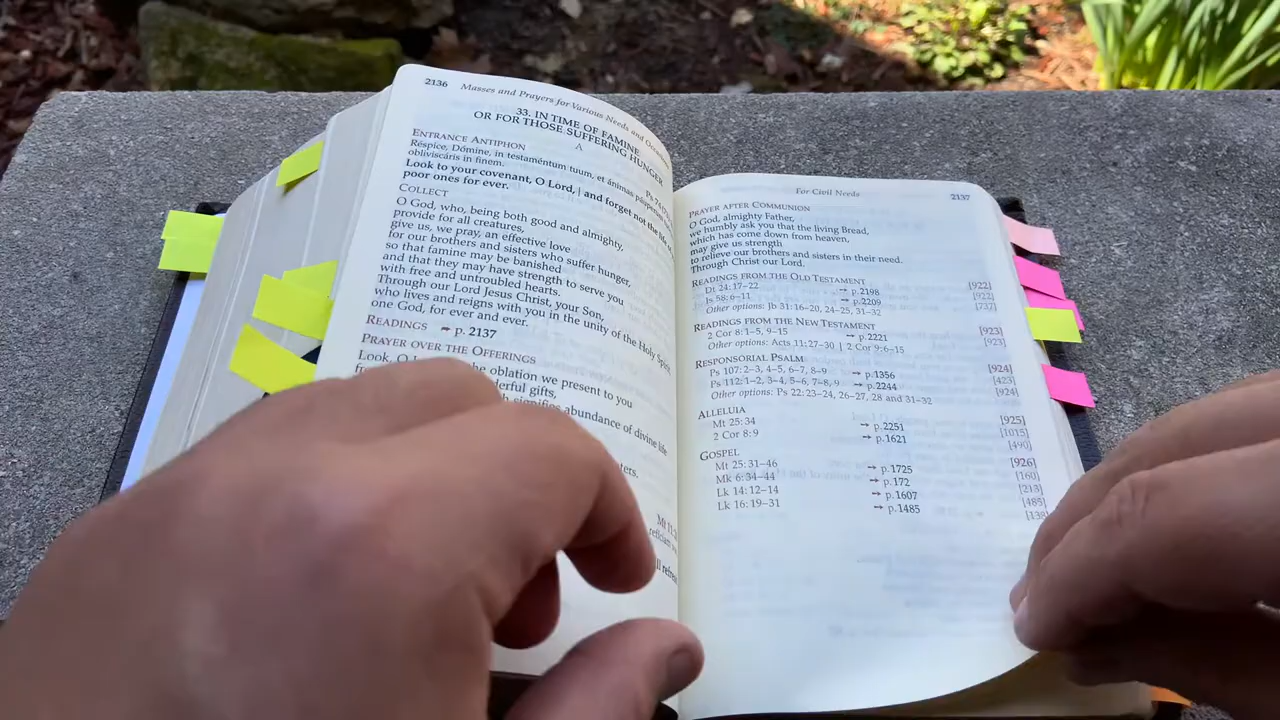 2136 Masses and Prayers for Various Needs and Occasions
33. IN TIME OF FAMINE
OR FOR THOSE SUFFERING HUNGER
A
ENTRANCE ANTIPHON
Ps 74
Réspice, Dómine, in testaméntum tuum, et ánimas páuperum
obliviscáris in finem.
Look to your covenant, O Lord, | and forget not the life of
poor ones for ever.
COLLECT
O God, who, being both good and almighty,
provide for all creatures,
give us, we pray, an effective love
for our brothers and sisters who suffer hunger,
so that famine may be banished
and that they may have strength to serve you
with free and untroubled hearts.
Through our Lord Jesus Christ, your Son,
who lives and reigns with you in the unity of the Holy Spirit,
one God, for ever and ever.
READINGS → p. 2137
PRAYER OVER THE OFFERINGS
Look, O the oblation we present to you
gifts,
signifies abundance of divine life
Mt 11:
For Civil Needs 2137
PRAYER AFTER COMMUNION
O God, almighty Father,
we humbly ask you that the living Bread,
which has come down from heaven,
may give us strength
to relieve our brothers and sisters in their need.
Through Christ our Lord.
READINGS FROM THE OLD TESTAMENT [922]
Dt 24:17–22 → p.2198 [922]
Is 58:6–11 → p.2209 [737]
Other options: Jb 31:16–20, 24–25, 31–32
READINGS FROM THE NEW TESTAMENT [923]
2 Cor 8:1–5, 9–15 → p.2221 [923]
Other options: Acts 11:27–30 | 2 Cor 9:6–15
RESPONSORIAL PSALM [924]
Ps 107:2–3, 4–5, 6–7, 8–9 → p.1356 [423]
Ps 112:1–2, 3–4, 5–6, 7–8, 9 → p.2244 [924]
Other options: Ps 22:23–24, 26–27, 28 and 31–32
ALLELUIA [925]
Mt 25:34 → p.2251 [1015]
2 Cor 8:9 → p.1621 [490]
GOSPEL [926]
Mt 25:31–46 → p.1725 [160]
Mk 6:34–44 → p.172 [213]
Lk 14:12–14 → p.1607 [485]
Lk 16:19–31 → p.1485 [138]